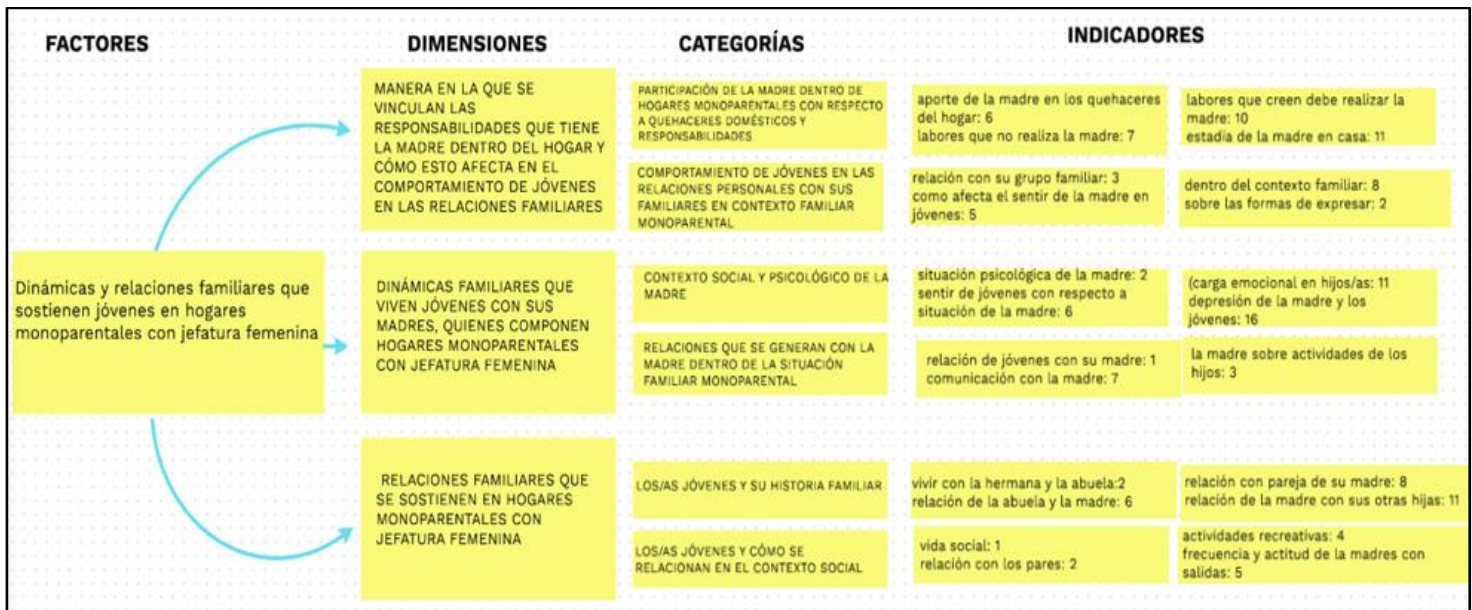 FACTORES
DIMENSIONES
CATEGORÍAS
INDICADORES
Dinámicas y relaciones familiares que
sostienen jóvenes en hogares
monoparentales con jefatura femenina
MANERA EN LA QUE SE
VINCULAN LAS
RESPONSABILIDADES QUE TIENE
LA MADRE DENTRO DEL HOGAR Y
CÓMO ESTO AFECTA EN EL
COMPORTAMIENTO DE JÓVENES
EN LAS RELACIONES FAMILIARES
PARTICIPACIÓN DE LA MADRE DENTRO DE
HOGARES MONOPARENTALES CON RESPECTO
A QUEHACERES DOMÉSTICOS Y
RESPONSABILIDADES
aporte de la madre en los quehaceres
del hogar: 6
labores que no realiza la madre: 7
labores que creen debe realizar la
madre: 10
estadía de la madre en casa: 11
COMPORTAMIENTO DE JÓVENES EN LAS
RELACIONES PERSONALES CON SUS
FAMILIARES EN CONTEXTO FAMILIAR
MONOPARENTAL
relación con su grupo familiar: 3
como afecta el sentir de la madre en
jóvenes: 5
dentro del contexto familiar: 8
sobre las formas de expresar: 2
DINÁMICAS FAMILIARES QUE
VIVEN JÓVENES CON SUS
MADRES, QUIENES COMPONEN
HOGARES MONOPARENTALES
CON JEFATURA FEMENINA
CONTEXTO SOCIAL Y PSICOLÓGICO DE LA
MADRE
situación psicológica de la madre: 2
sentir de jóvenes con respecto a
situación de la madre: 6
(carga emocional en hijos/as: 11
depresión de la madre y los
jóvenes: 16
RELACIONES QUE SE GENERAN CON LA
MADRE DENTRO DE LA SITUACIÓN
FAMILIAR MONOPARENTAL
relación de jóvenes con su madre: 1
comunicación con la madre: 7
la madre sobre actividades de los
hijos: 3
RELACIONES FAMILIARES QUE
SE SOSTIENEN EN HOGARES
MONOPARENTALES CON
JEFATURA FEMENINA
LOS/AS JÓVENES Y SU HISTORIA FAMILIAR
vivir con la hermana y la abuela:2
relación de la abuela y la madre: 6
relación con pareja de su madre: 8
relación de la madre con sus otras hijas: 11
LOS/AS JÓVENES Y CÓMO SE
RELACIONAN EN EL CONTEXTO SOCIAL
vida social: 1
relación con los pares: 2
actividades recreativas: 4
frecuencia y actitud de la madres con
salidas: 5